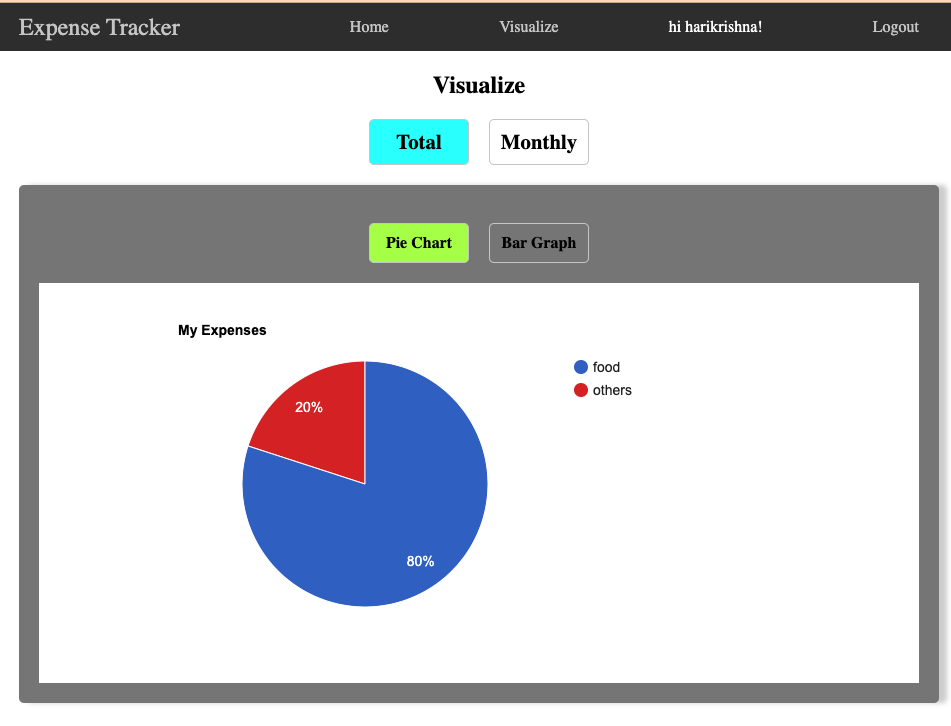 Expense Tracker Home Visualize hi harikrishna! Logout
Visualize
Total Monthly
Pie Chart Bar Graph
My Expenses
food
others
20%
80%